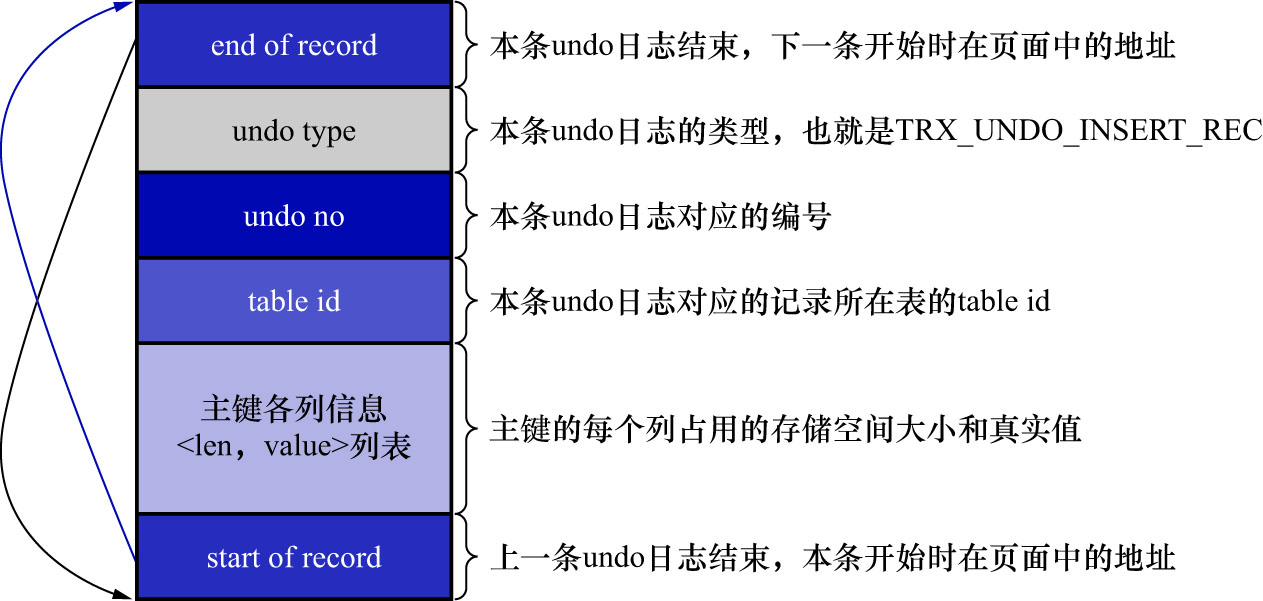 end of record
本条undo日志结束，下一条开始时在页面中的地址
undo type
本条undo日志的类型，也就是TRX_UNDO_INSERT_REC
undo no
本条undo日志对应的编号
table id
本条undo日志对应的记录所在表的table id
主键各列信息
<len，value>列表
主键的每个列占用的存储空间大小和真实值
start of record
上一条undo日志结束，本条开始时在页面中的地址